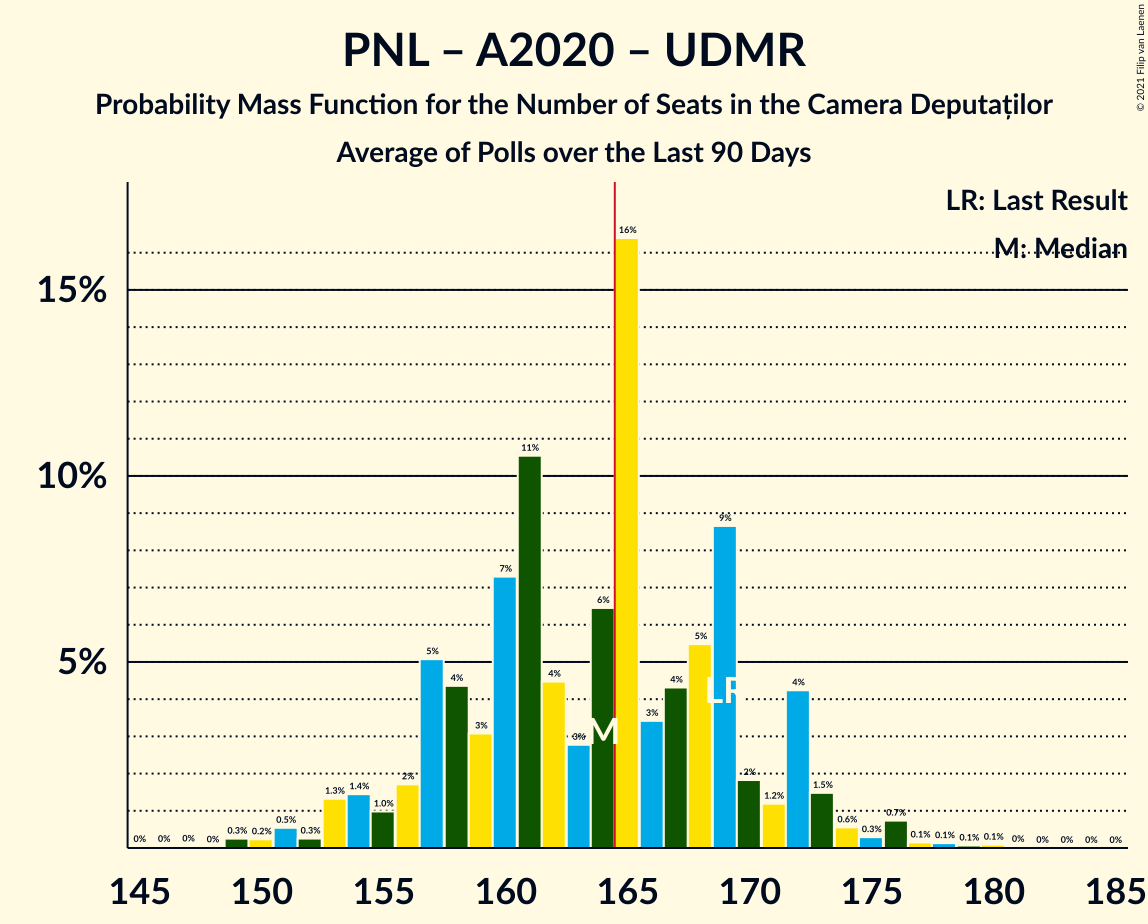 PNL – A2020 – UDMR
Probability Mass Function for the Number of Seats in the Camera Deputaților
Average of Polls over the Last 90 Days
© 2021 Filip van Laenen
LR: Last Result
M: Median
15%
10%
5%
0% 0% 0% 0% 0.3% 0.2% 0.5% 0.3% 1.3% 1.4% 1.0% 2% 5% 4% 3% 7% 11% 4% 3% 6% 16% 3% 4% 5% 9% 2% 1.2% 4% 1.5% 0.6% 0.3% 0.7% 0.1% 0.1% 0.1% 0.1% 0% 0% 0% 0% 0%
LR
M
145 150 155 160 165 170 175 180 185